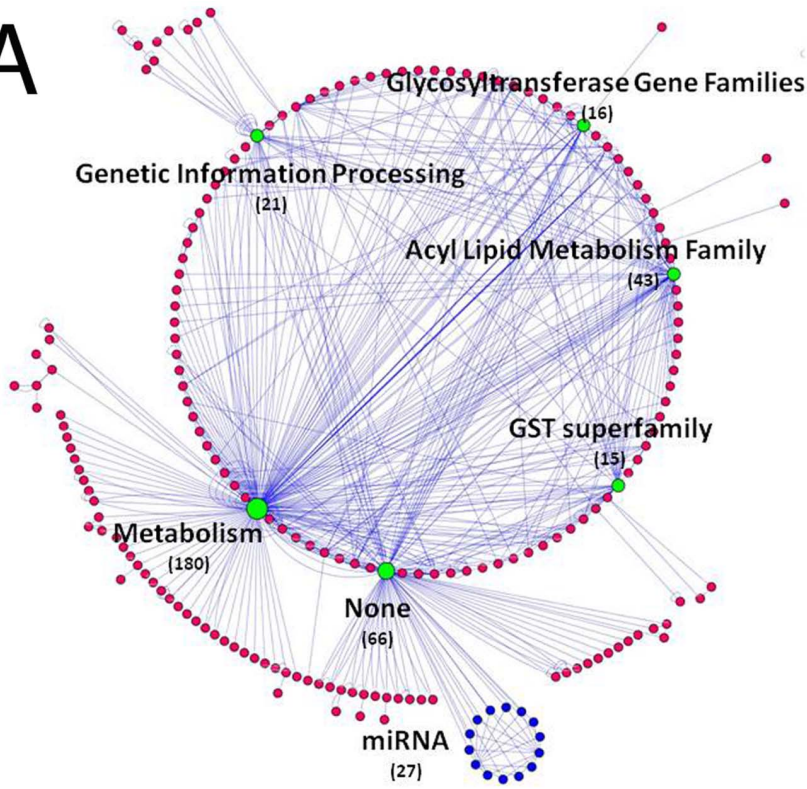 A
Glycosyltransferase Gene Families
(16)
Genetic Information Processing
(21)
Acyl Lipid Metabolism Family
(43)
GST superfamily
(15)
Metabolism
(180)
None
(66)
miRNA
(27)